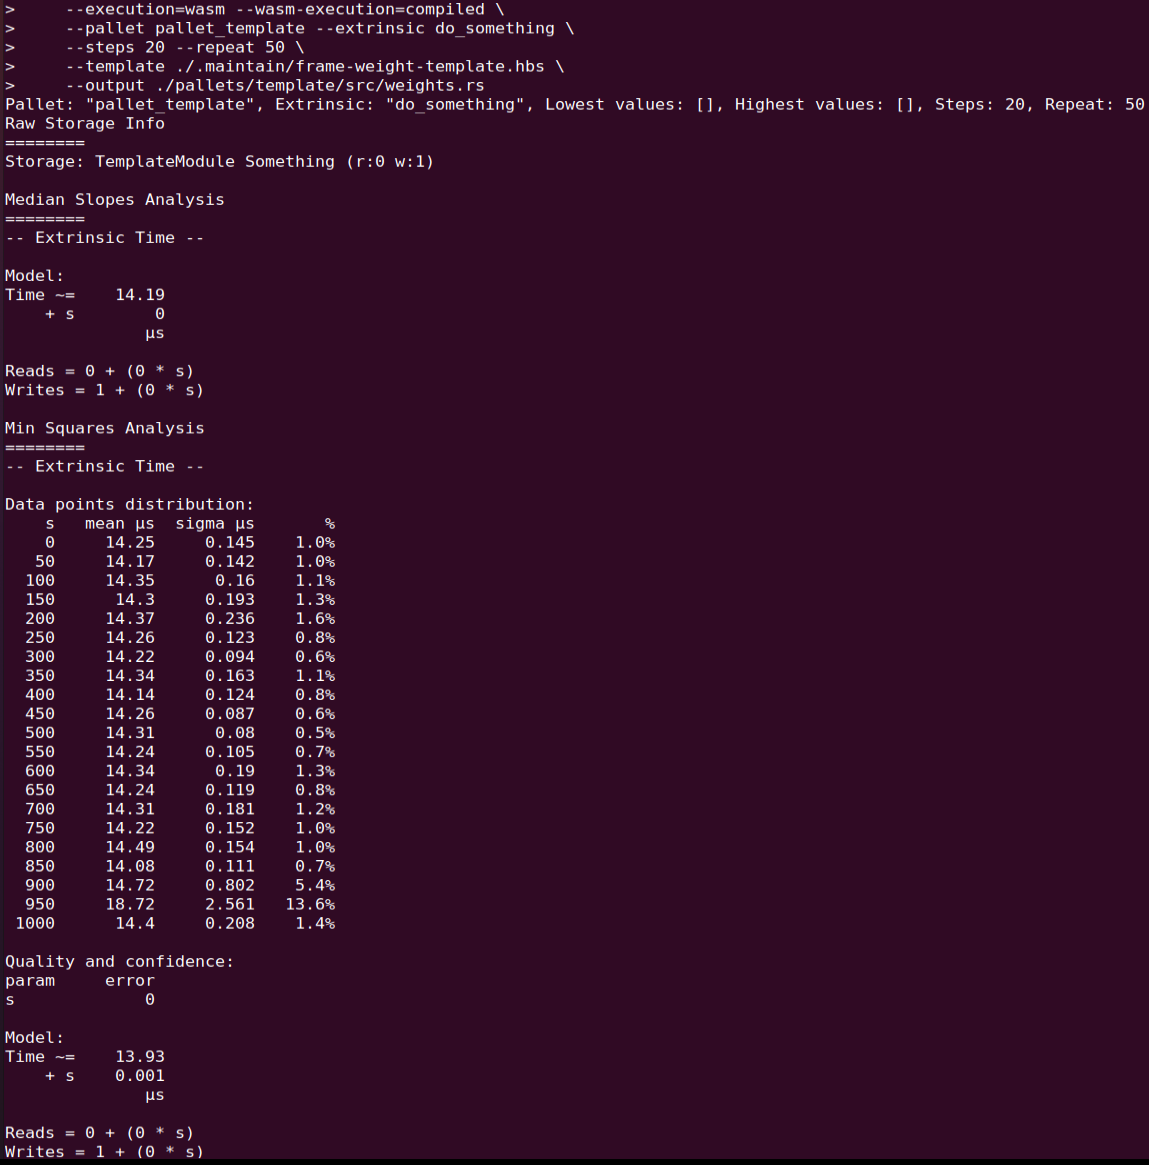 >     --execution=wasm --wasm-execution=compiled \
>     --pallet pallet_template --extrinsic do_something \
>     --steps 20 --repeat 50 \
>     --template ./.maintain/frame-weight-template.hbs \
>     --output ./pallets/template/src/weights.rs
Pallet: "pallet_template", Extrinsic: "do_something", Lowest values: [], Highest values: [], Steps: 20, Repeat: 50
Raw Storage Info
========
Storage: TemplateModule Something (r:0 w:1)

Median Slopes Analysis
========
-- Extrinsic Time --

Model:
Time ~=    14.19
    + s        0
              µs

Reads = 0 + (0 * s)
Writes = 1 + (0 * s)

Min Squares Analysis
========
-- Extrinsic Time --

Data points distribution:
    s   mean µs  sigma µs       %
    0     14.25     0.145    1.0%
   50     14.17     0.142    1.0%
  100     14.35      0.16    1.1%
  150      14.3     0.193    1.3%
  200     14.37     0.236    1.6%
  250     14.26     0.123    0.8%
  300     14.22     0.094    0.6%
  350     14.34     0.163    1.1%
  400     14.14     0.124    0.8%
  450     14.26     0.087    0.6%
  500     14.31      0.08    0.5%
  550     14.24     0.105    0.7%
  600     14.34      0.19    1.3%
  650     14.24     0.119    0.8%
  700     14.31     0.181    1.2%
  750     14.22     0.152    1.0%
  800     14.49     0.154    1.0%
  850     14.08     0.111    0.7%
  900     14.72     0.802    5.4%
  950     18.72     2.561   13.6%
 1000      14.4     0.208    1.4%

Quality and confidence:
param     error
s             0

Model:
Time ~=    13.93
    + s    0.001
              µs

Reads = 0 + (0 * s)
Writes = 1 + (0 * s)